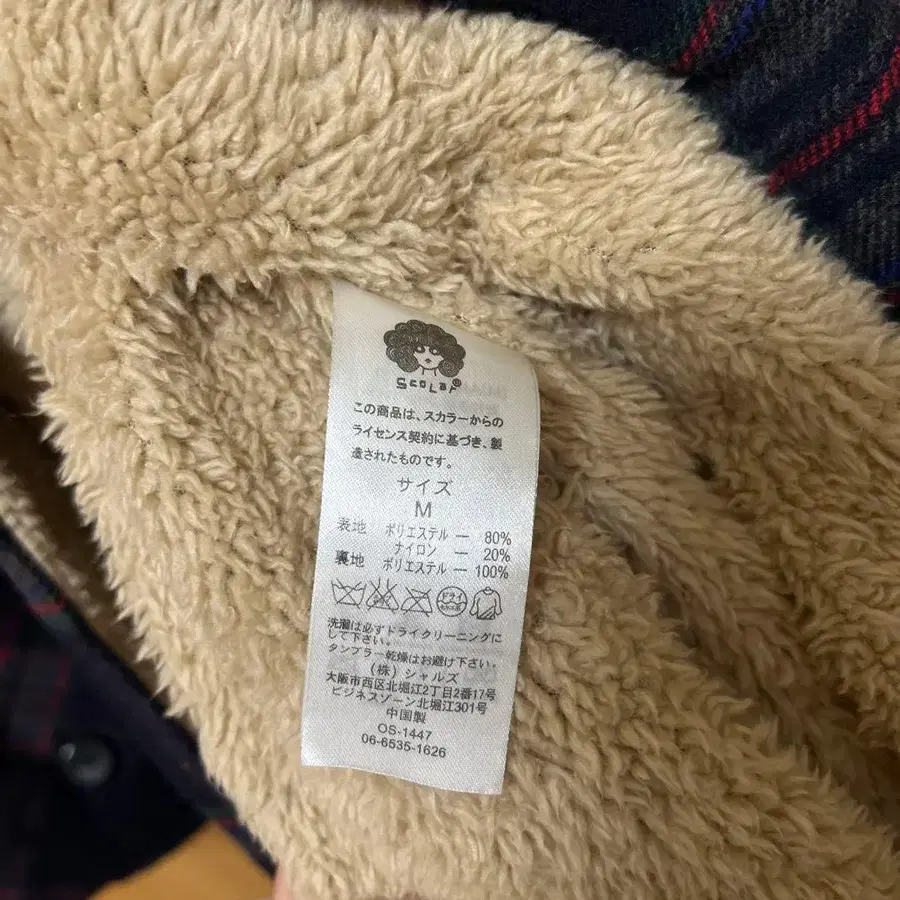 ScoLar®
この商品は、スカラーからの
ライセンス契約に基づき、製
造されたものです。
サイズ
M
表地 ポリエステル — 80%
ナイロン — 20%
裏地 ポリエステル — 100%
ドライ
洗濯は必ずドライクリーニングに
して下さい。
タンブラー乾燥はお避け下さい。
(株)シャルズ
大阪市西区北堀江2丁目2番17号
ビジネスゾーン北堀江301号
中国製
OS-1447
06-6535-1626